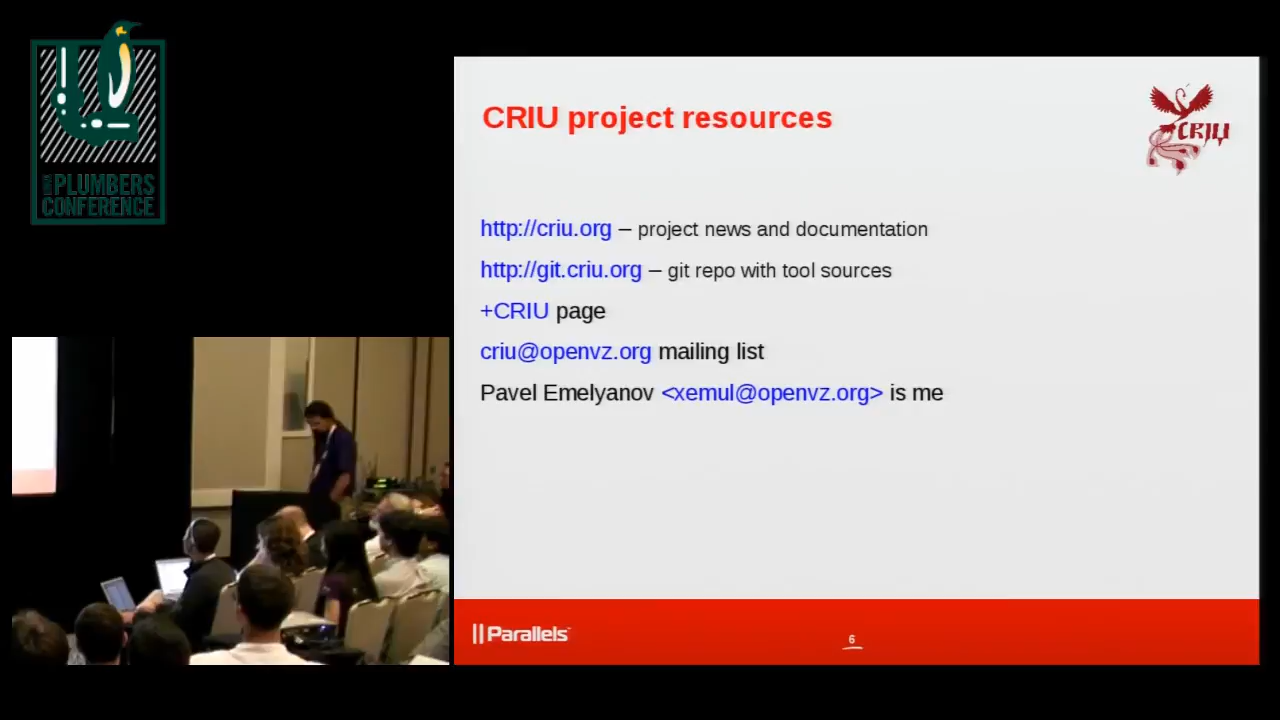 LINUX PLUMBERS
CONFERENCE
CRIU project resources
CRIU
http://criu.org – project news and documentation
http://git.criu.org – git repo with tool sources
+CRIU page
criu@openvz.org mailing list
Pavel Emelyanov <xemul@openvz.org> is me
Parallels
6